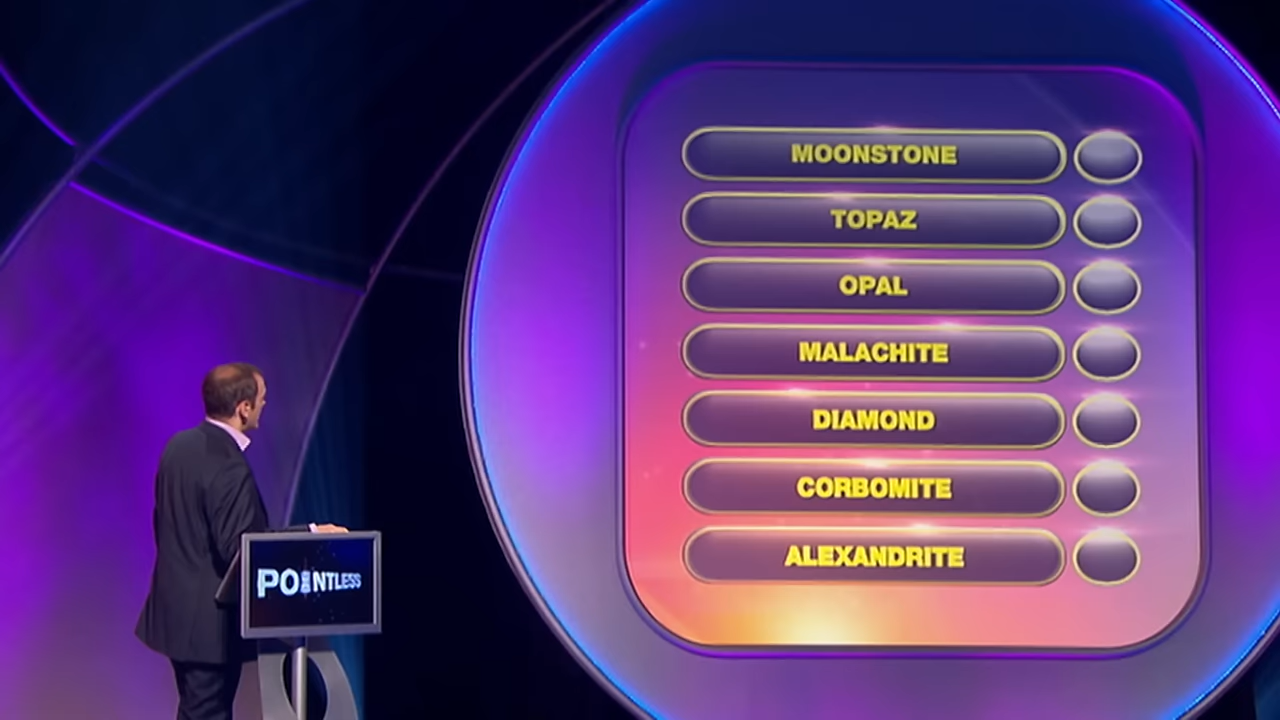 MOONSTONE
TOPAZ
OPAL
MALACHITE
DIAMOND
CORBOMITE
ALEXANDRITE
POINTLESS